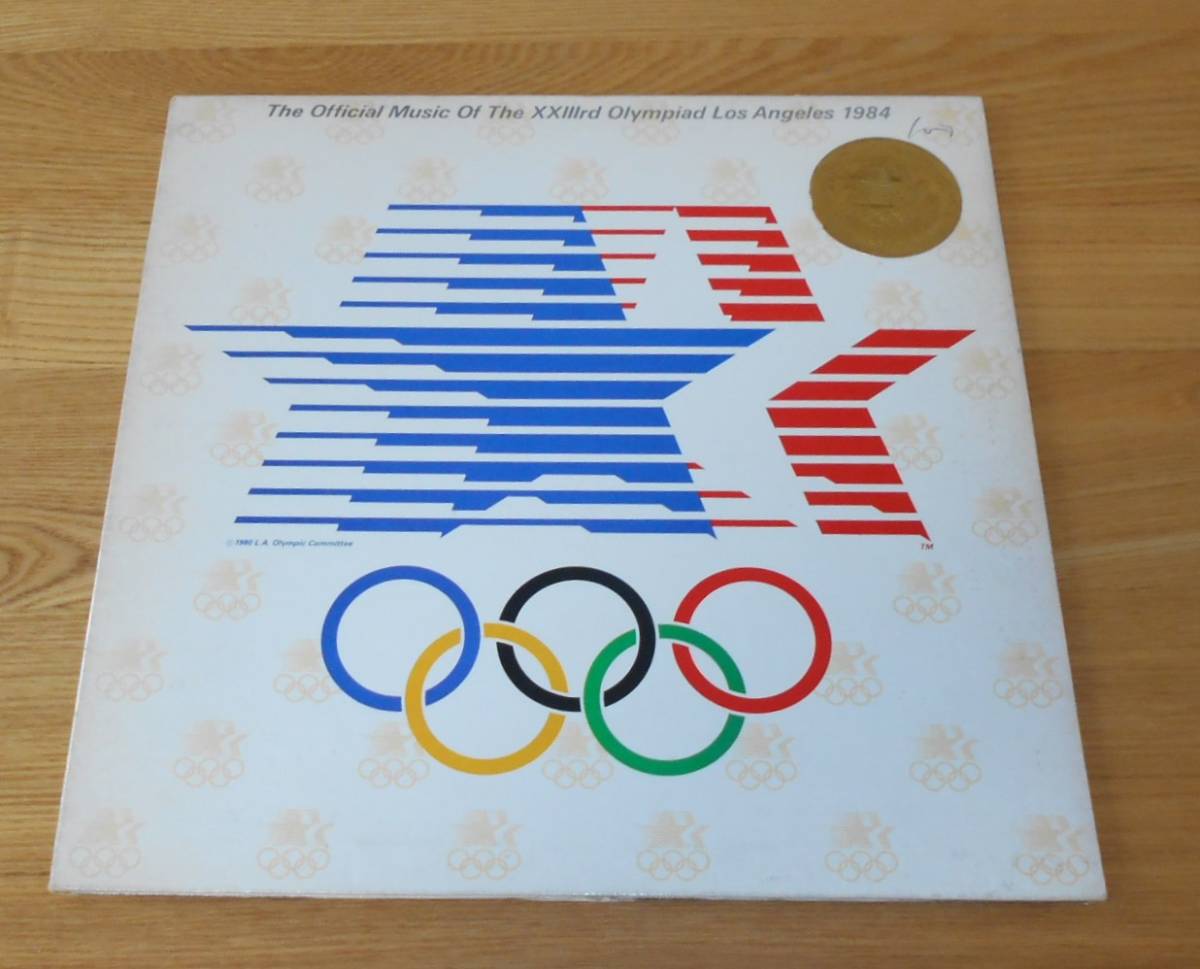 The Official Music Of The XXIIIrd Olympiad Los Angeles 1984
©1980 L.A. Olympic Committee
TM